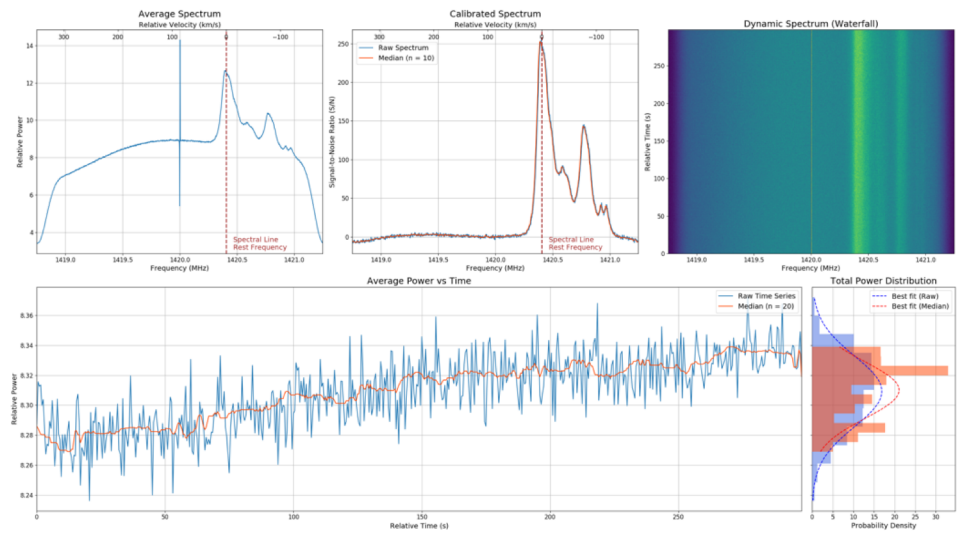 Average Spectrum
Relative Velocity (km/s)
300 200 100 0 −100
14
12
10
8
6
4
Relative Power
Spectral Line
Rest Frequency
1419.0 1419.5 1420.0 1420.5 1421.0
Frequency (MHz)
Calibrated Spectrum
Relative Velocity (km/s)
300 200 100 0 −100
Raw Spectrum
Median (n = 10)
250
200
150
100
50
0
Signal-to-Noise Ratio (S/N)
Spectral Line
Rest Frequency
1419.0 1419.5 1420.0 1420.5 1421.0
Frequency (MHz)
Dynamic Spectrum (Waterfall)
250
200
150
100
50
0
Relative Time (s)
1419.0 1419.5 1420.0 1420.5 1421.0
Frequency (MHz)
Average Power vs Time
Raw Time Series
Median (n = 20)
8.36
8.34
8.32
8.30
8.28
8.26
8.24
Relative Power
0 50 100 150 200 250
Relative Time (s)
Total Power Distribution
Best fit (Raw)
Best fit (Median)
0 5 10 15 20 25 30
Probability Density